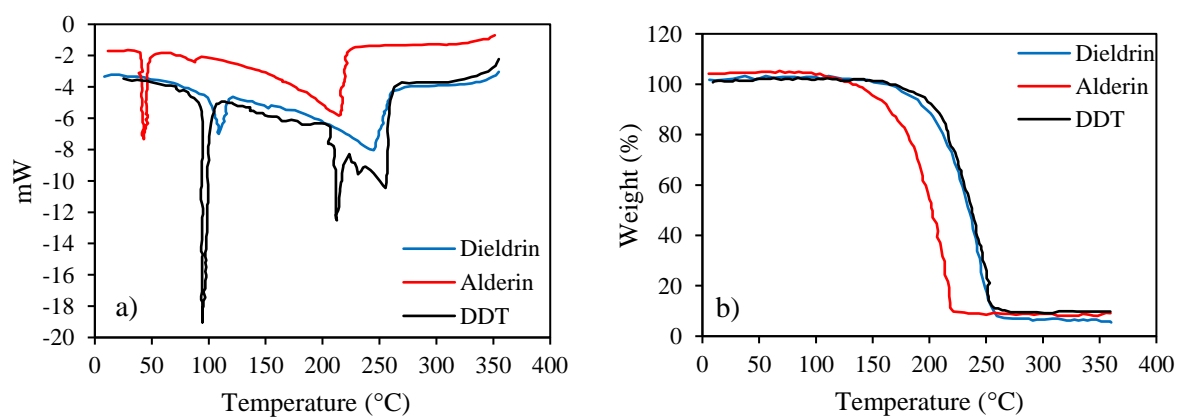 0
-2
-4
-6
-8
-10
-12
-14
-16
-18
-20
mW
0 50 100 150 200 250 300 350 400
Temperature (°C)
Dieldrin
Alderin
DDT
a)
120
100
80
60
40
20
0
Weight (%)
0 50 100 150 200 250 300 350 400
Temperature (°C)
Dieldrin
Alderin
DDT
b)